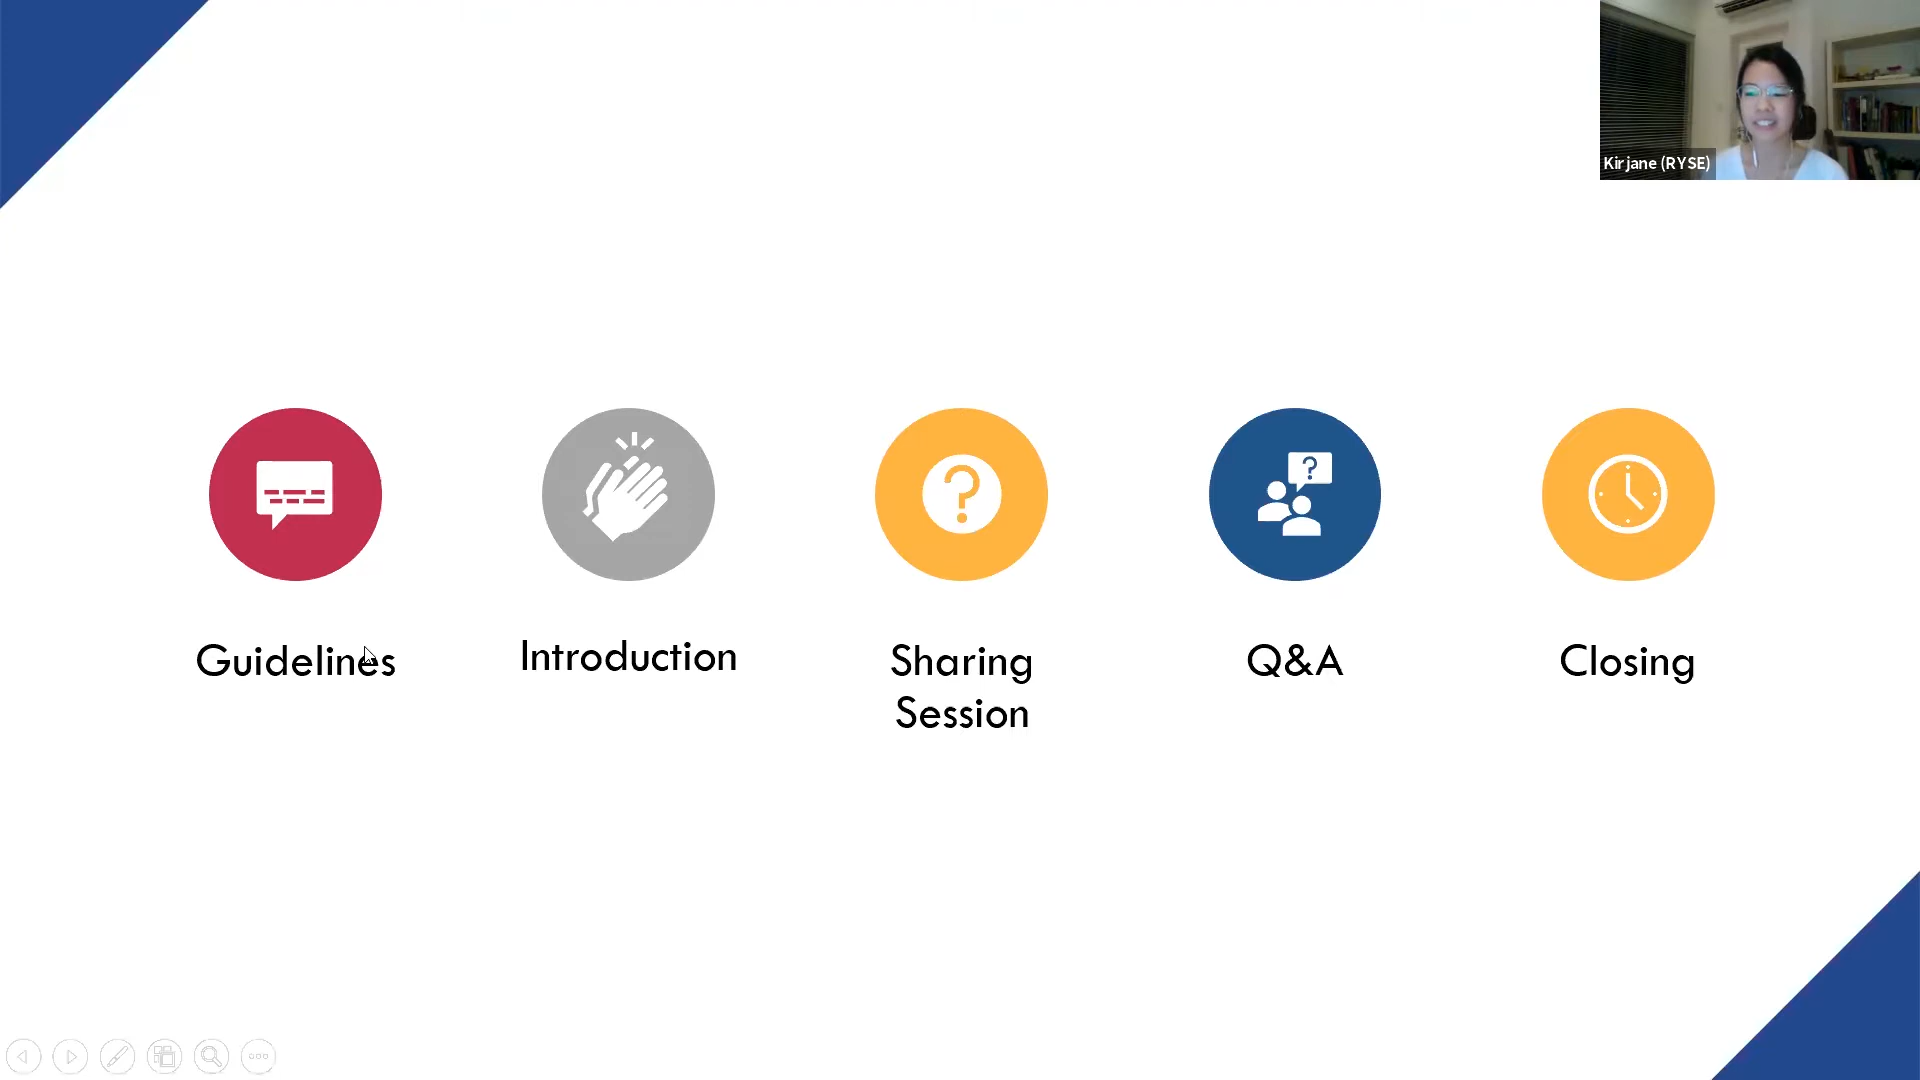 Kirjane (RYSE)
Guidelines
Introduction
Sharing
Session
Q&A
Closing